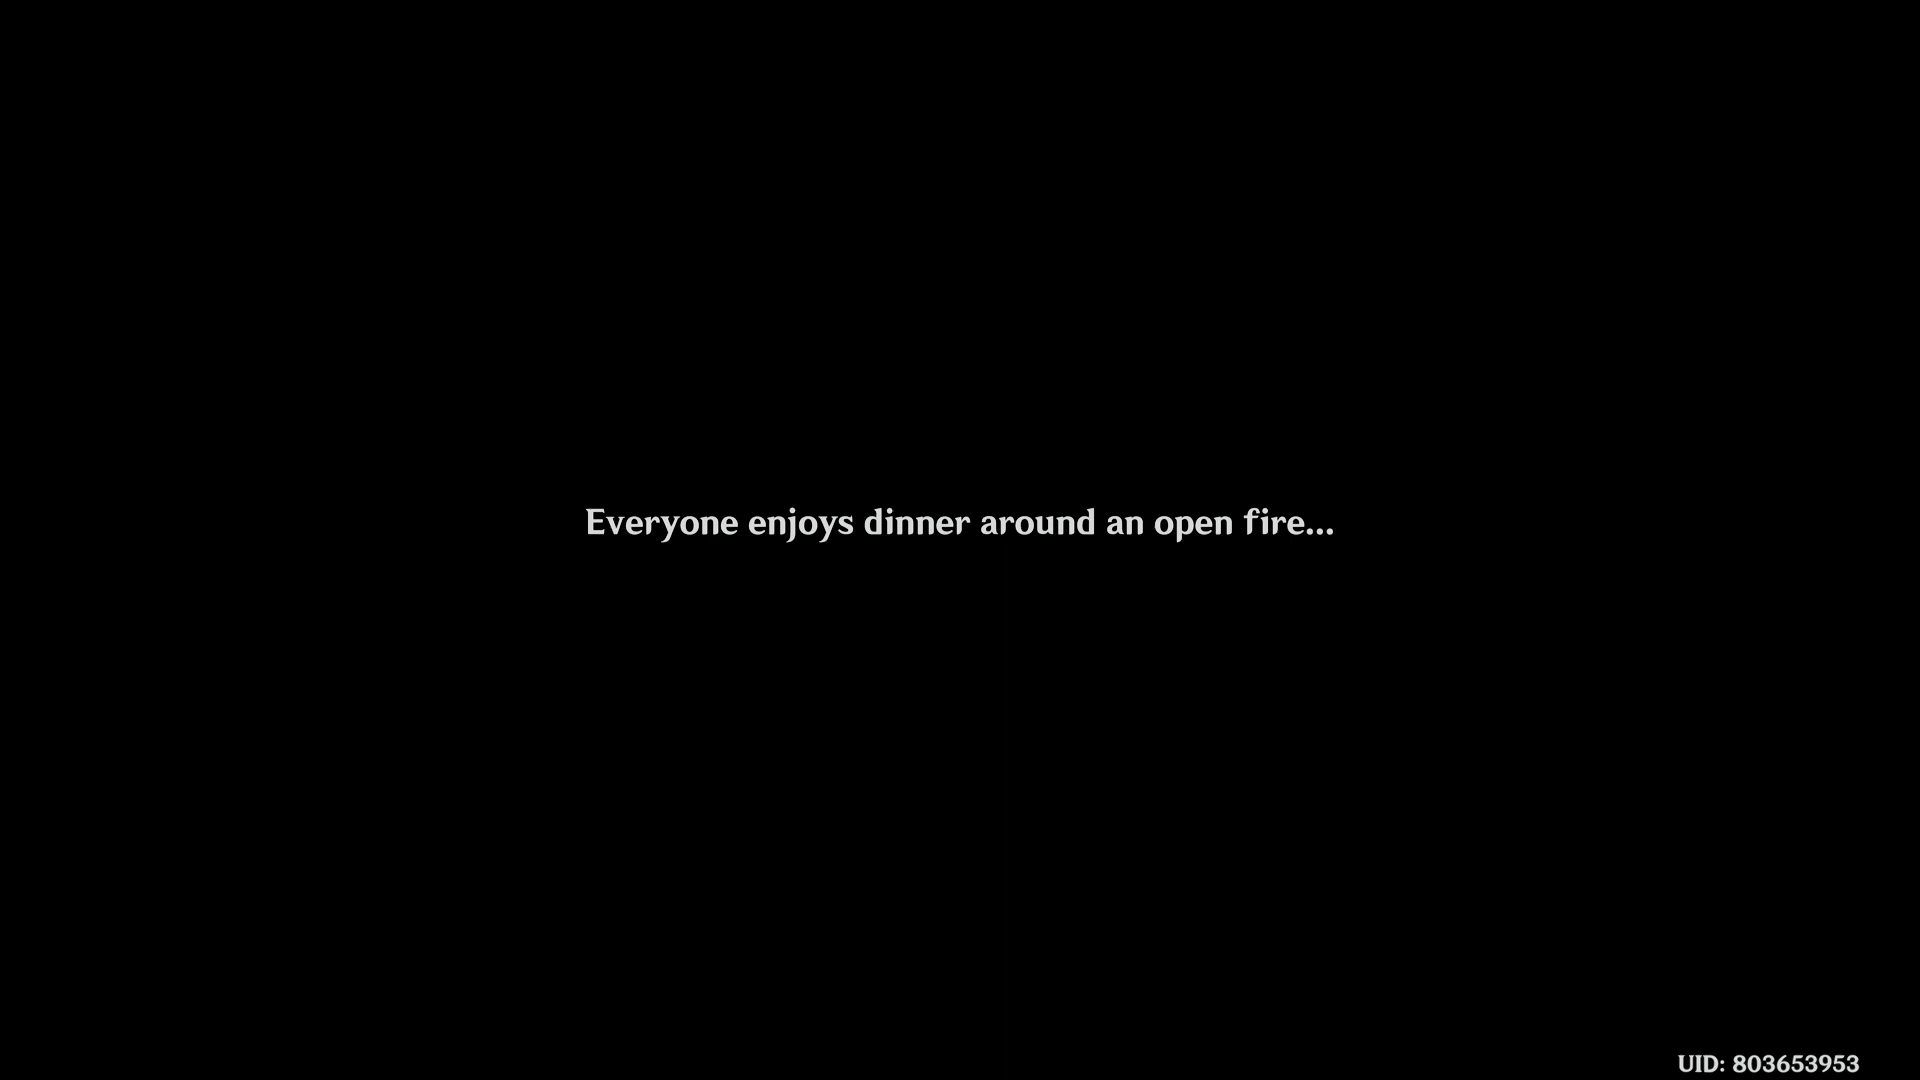 Everyone enjoys dinner around an open fire...
UID: 803653953